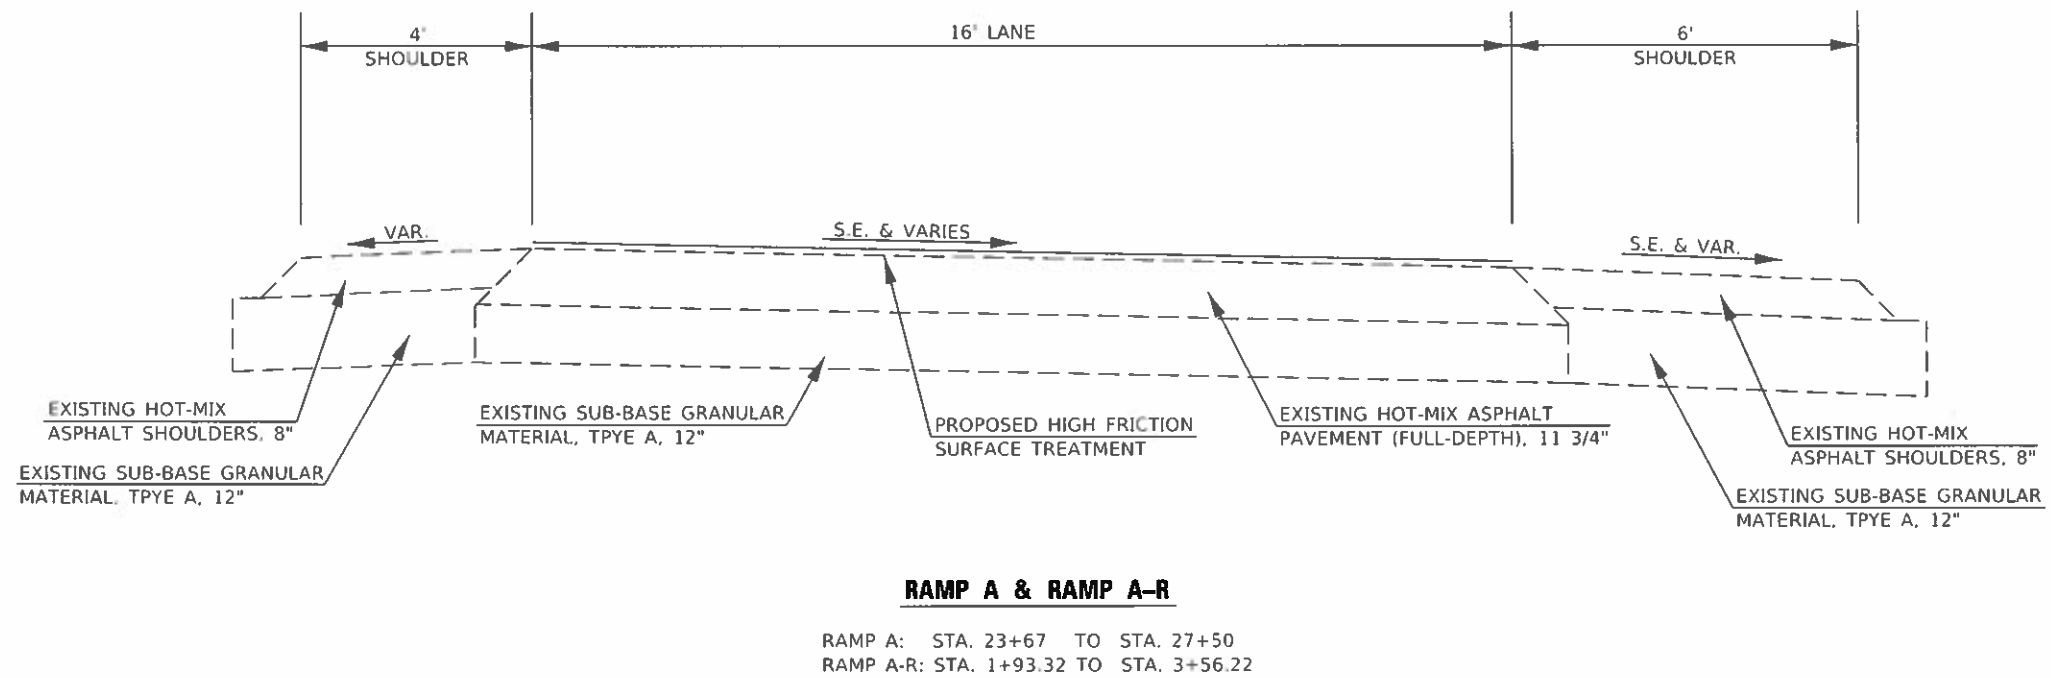 4' 16' LANE 6'
SHOULDER SHOULDER
VAR. S.E. & VARIES S.E. & VAR.
EXISTING HOT-MIX
ASPHALT SHOULDERS, 8"
EXISTING SUB-BASE GRANULAR
MATERIAL, TPYE A, 12"
EXISTING SUB-BASE GRANULAR
MATERIAL, TPYE A, 12"
PROPOSED HIGH FRICTION
SURFACE TREATMENT
EXISTING HOT-MIX ASPHALT
PAVEMENT (FULL-DEPTH), 11 3/4"
EXISTING HOT-MIX
ASPHALT SHOULDERS, 8"
EXISTING SUB-BASE GRANULAR
MATERIAL, TPYE A, 12"
RAMP A & RAMP A-R
RAMP A: STA. 23+67 TO STA. 27+50
RAMP A-R: STA. 1+93.32 TO STA. 3+56.22